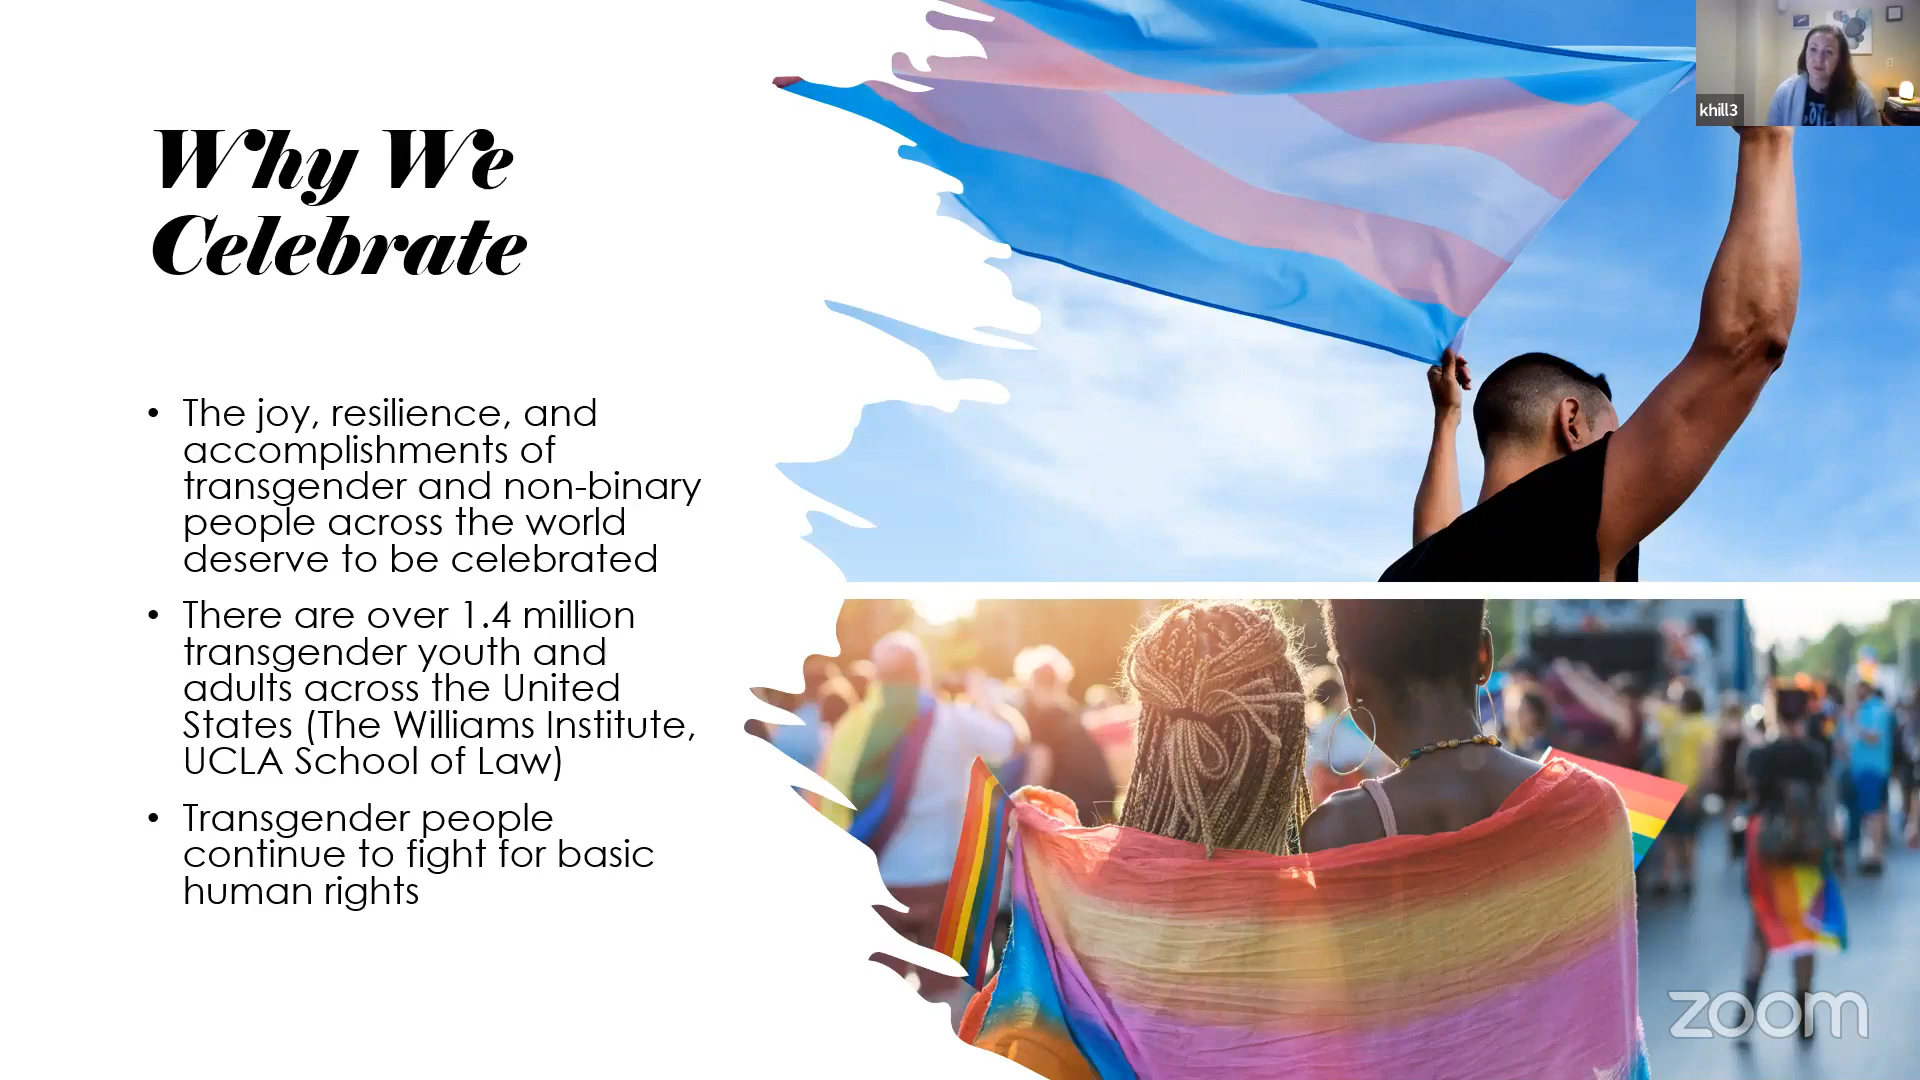 Why We
Celebrate
• The joy, resilience, and
accomplishments of
transgender and non-binary
people across the world
deserve to be celebrated
• There are over 1.4 million
transgender youth and
adults across the United
States (The Williams Institute,
UCLA School of Law)
• Transgender people
continue to fight for basic
human rights
khill3
zoom